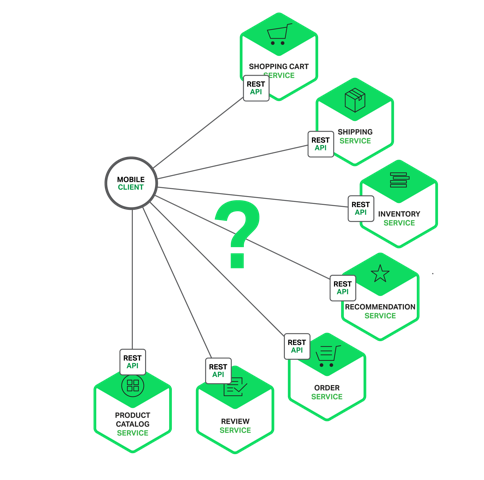 SHOPPING CART
SERVICE
REST
API
SHIPPING
SERVICE
REST
API
MOBILE
CLIENT
INVENTORY
SERVICE
REST
API
?
RECOMMENDATION
SERVICE
REST
API
ORDER
SERVICE
REST
API
REVIEW
SERVICE
REST
API
PRODUCT
CATALOG
SERVICE
REST
API